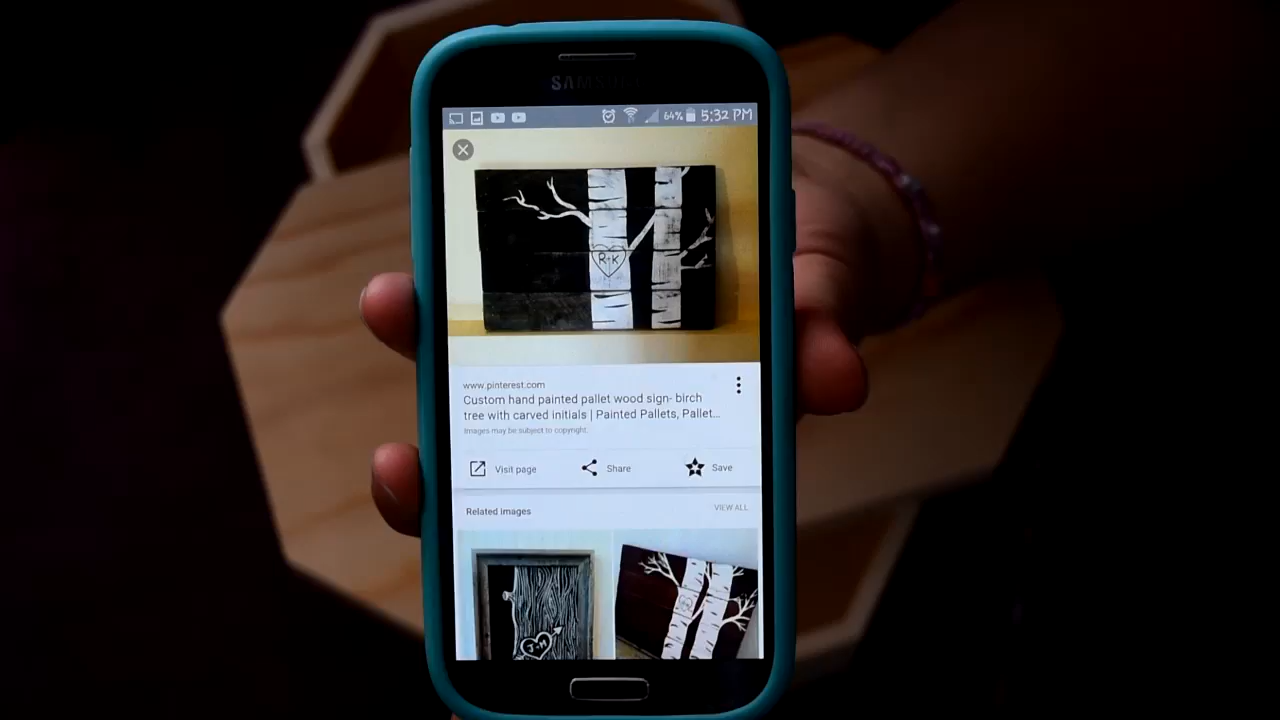 SAMSUNG
64% 5:32 PM
R+K
www.pinterest.com
Custom hand painted pallet wood sign- birch
tree with carved initials | Painted Pallets, Pallet...
Images may be subject to copyright.
Visit page Share Save
Related images VIEW ALL
J+M